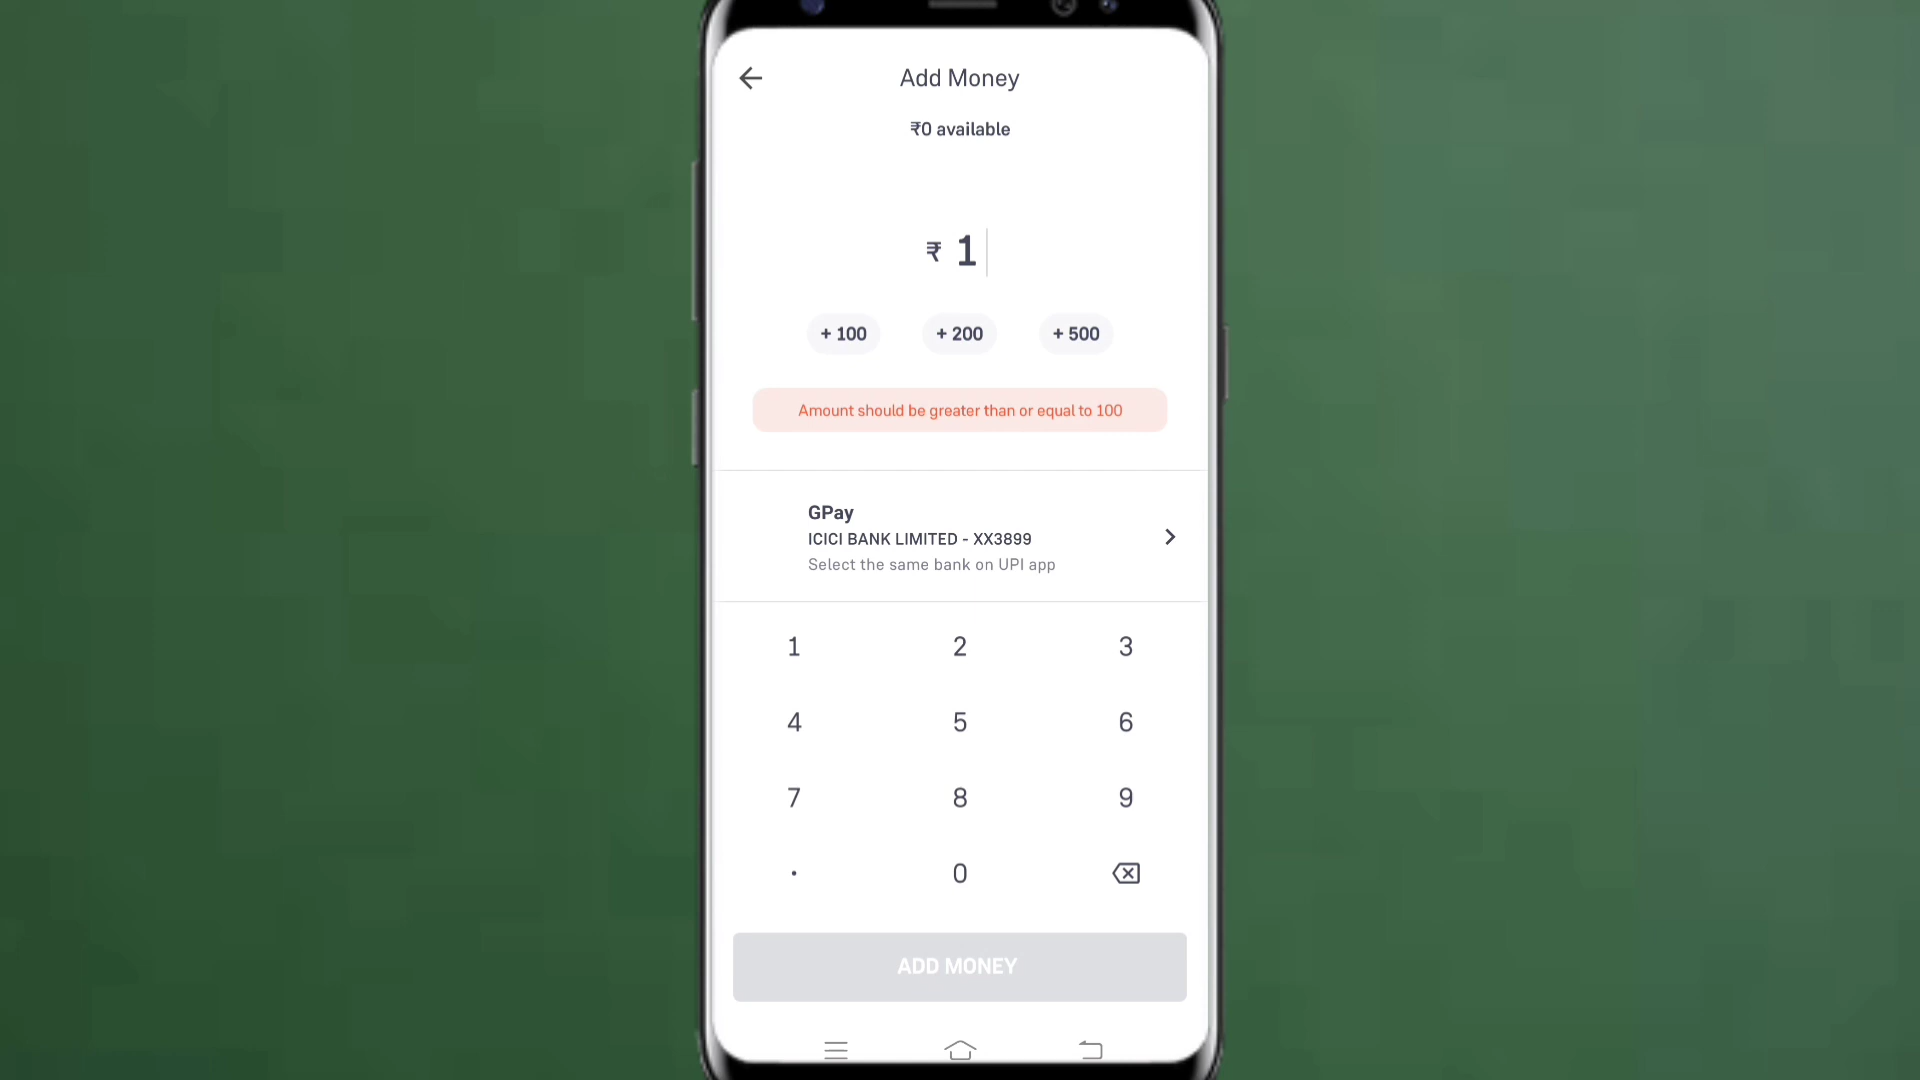 Add Money
₹0 available
₹ 1
+ 100 + 200 + 500
Amount should be greater than or equal to 100
GPay
ICICI BANK LIMITED - XX3899
Select the same bank on UPI app
1 2 3
4 5 6
7 8 9
. 0
ADD MONEY